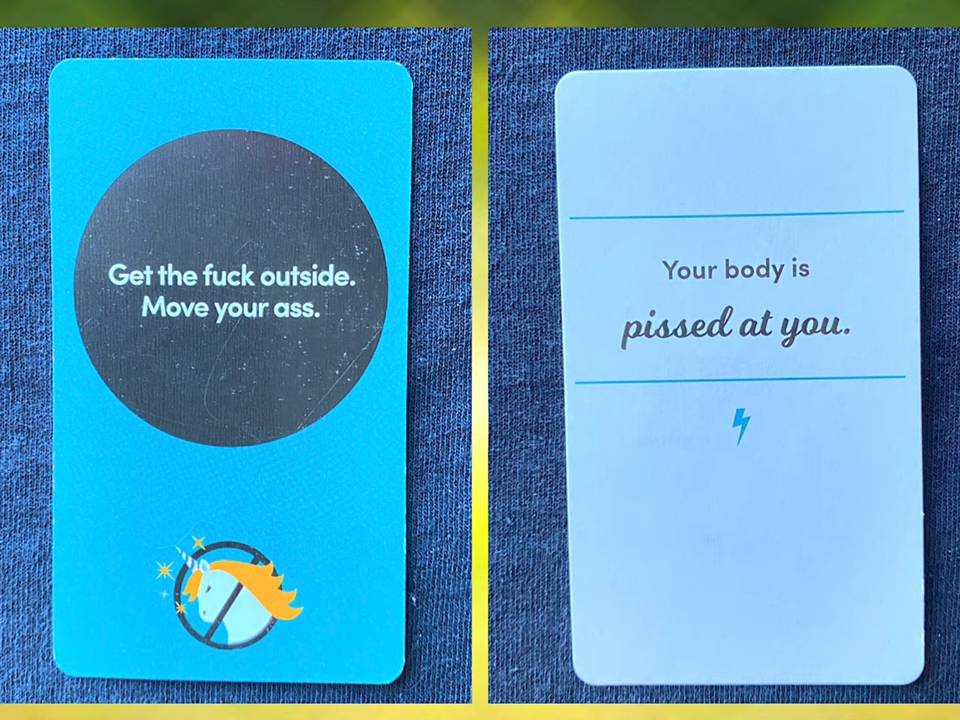 Get the fuck outside.
Move your ass.
Your body is
pissed at you.